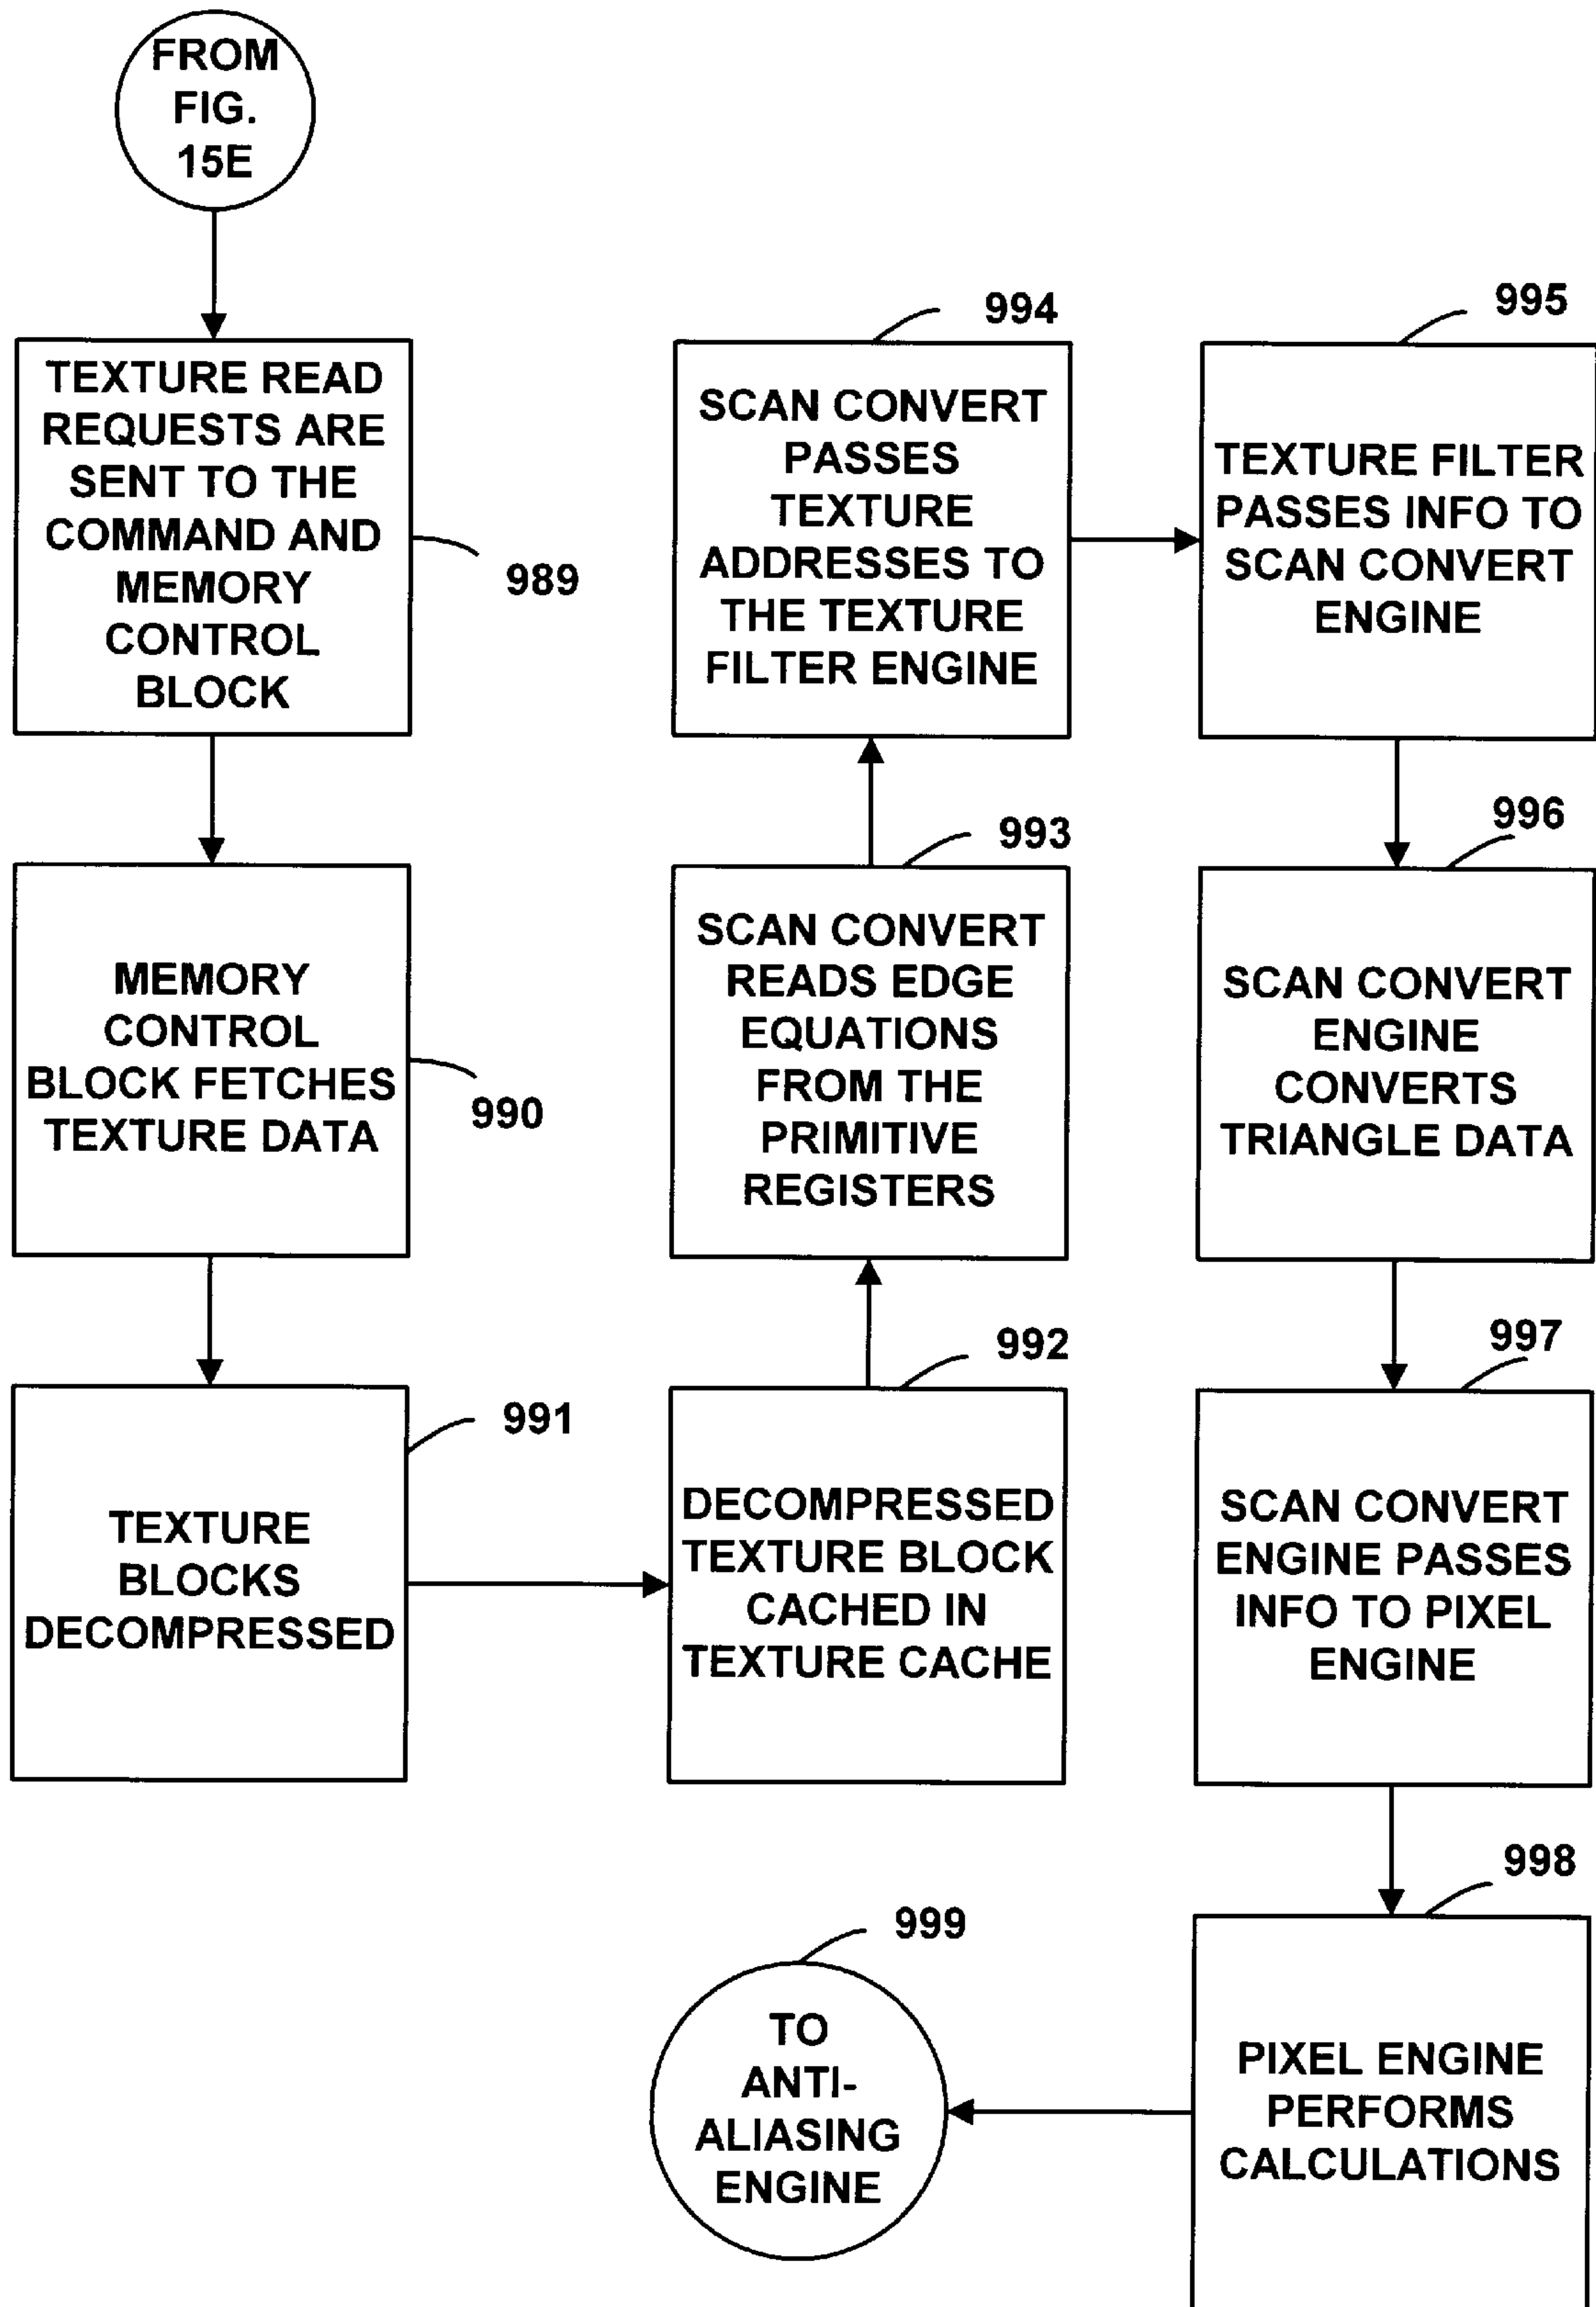 FROM
FIG.
15E
TEXTURE READ
REQUESTS ARE
SENT TO THE
COMMAND AND
MEMORY
CONTROL
BLOCK
989
MEMORY
CONTROL
BLOCK FETCHES
TEXTURE DATA
990
TEXTURE
BLOCKS
DECOMPRESSED
991
DECOMPRESSED
TEXTURE BLOCK
CACHED IN
TEXTURE CACHE
992
SCAN CONVERT
READS EDGE
EQUATIONS
FROM THE
PRIMITIVE
REGISTERS
993
SCAN CONVERT
PASSES
TEXTURE
ADDRESSES TO
THE TEXTURE
FILTER ENGINE
994
TEXTURE FILTER
PASSES INFO TO
SCAN CONVERT
ENGINE
995
SCAN CONVERT
ENGINE
CONVERTS
TRIANGLE DATA
996
SCAN CONVERT
ENGINE PASSES
INFO TO PIXEL
ENGINE
997
PIXEL ENGINE
PERFORMS
CALCULATIONS
998
TO
ANTI-
ALIASING
ENGINE
999